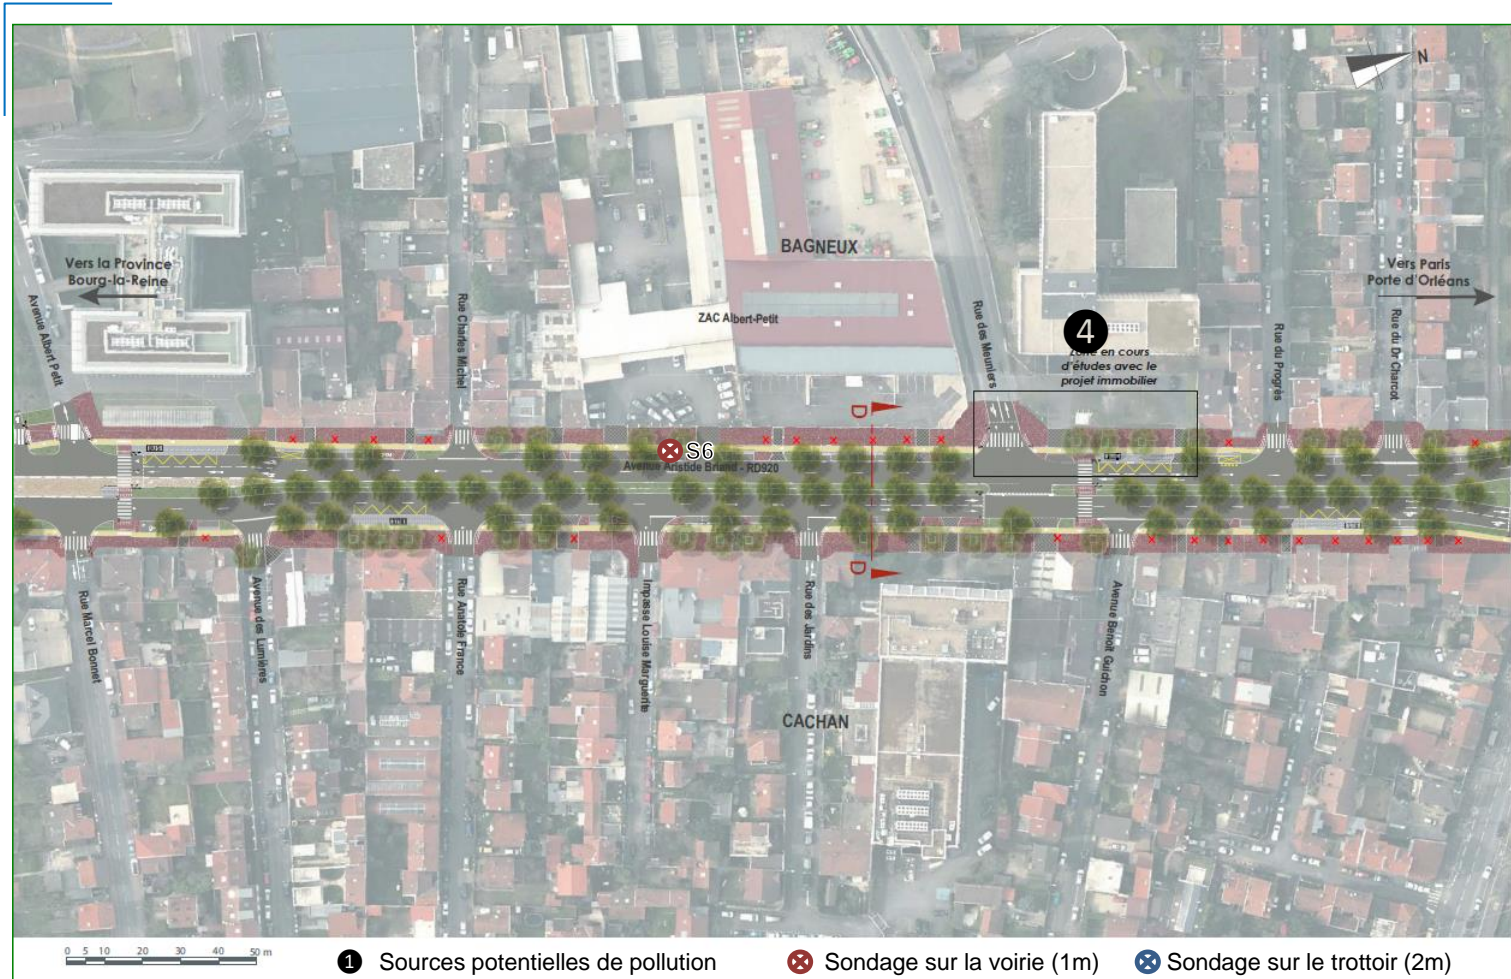 N
BAGNEUX
Vers la Province
Bourg-la-Reine
Vers Paris
Porte d'Orléans
Avenue Albert Petit
Rue Charles Michel
ZAC Albert-Petit
Rue des Meuniers
4
Zone en cours
d'études avec le
projet immobilier
Rue du Progrès
Rue du Dr Charcot
D
S6
Avenue Aristide Briand - RD920
D
Rue Marcel Bonnet
Avenue des Lumières
Rue Anatole France
Impasse Louise Marguerite
Rue des Jardins
Avenue Benoît Guichon
CACHAN
0 5 10 20 30 40 50 m
1 Sources potentielles de pollution
Sondage sur la voirie (1m)
Sondage sur le trottoir (2m)